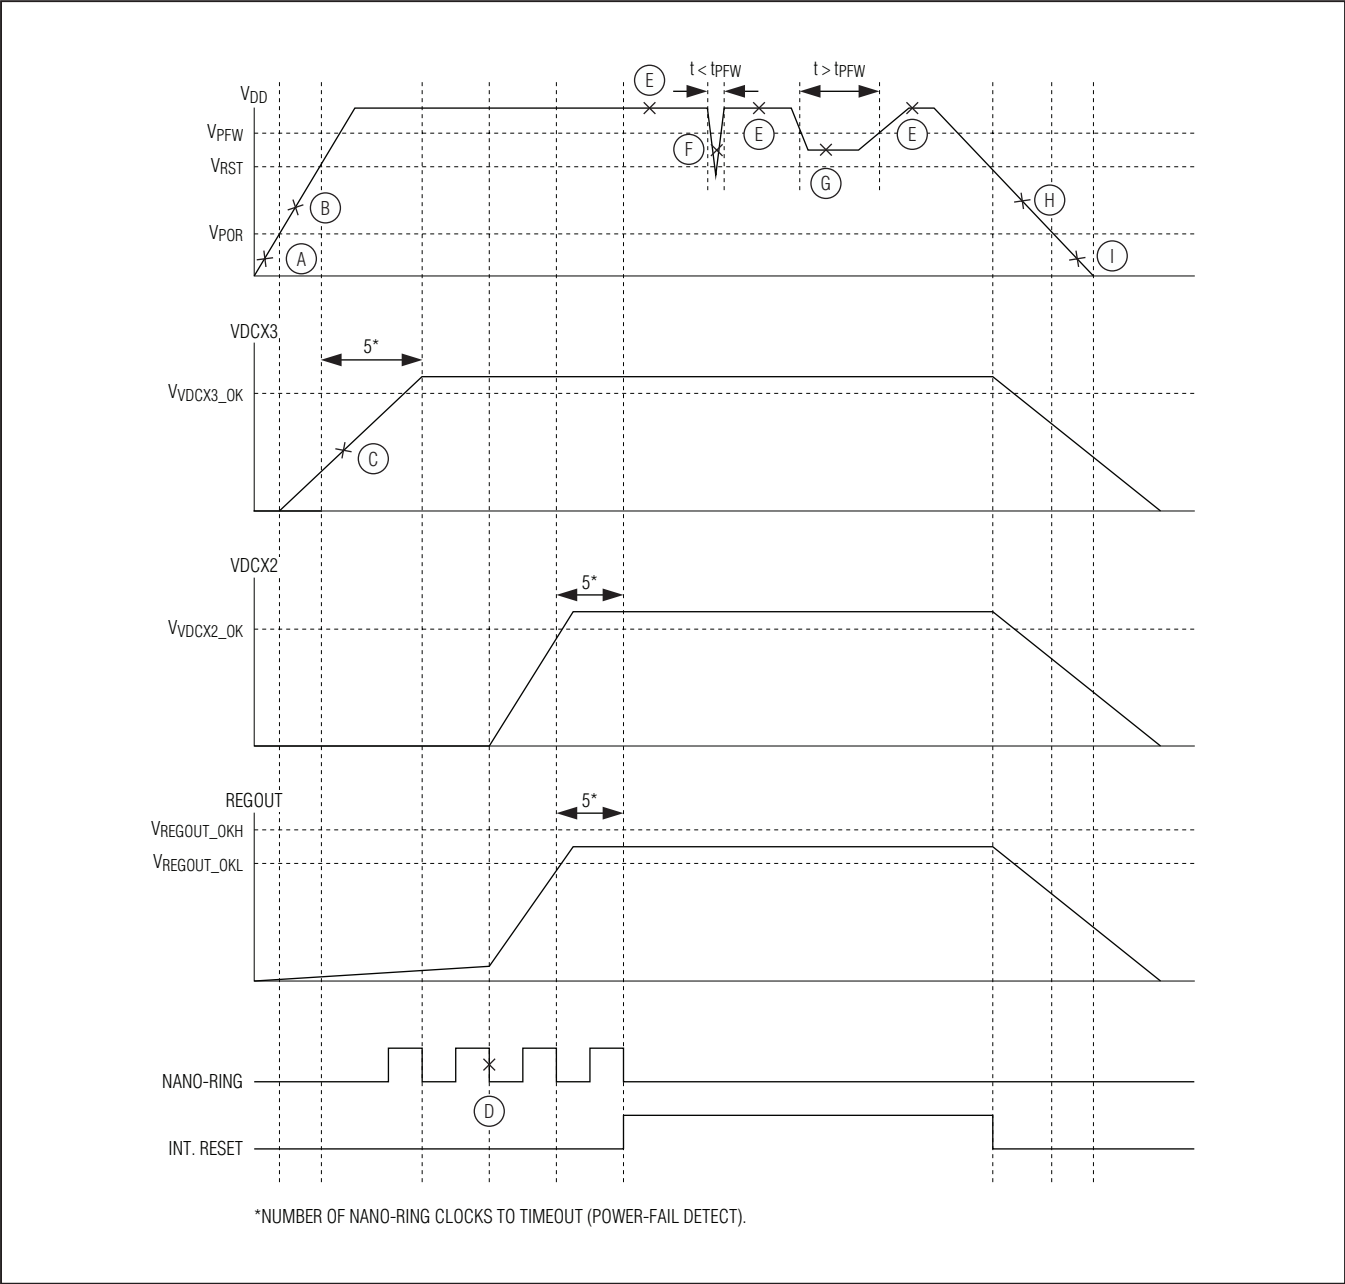 E
t < tPFW
t > tPFW
VDD
VPFW
F
E
E
VRST
G
B
H
VPOR
A
I
VDCX3
5*
VVDCX3_OK
C
VDCX2
5*
VVDCX2_OK
REGOUT
5*
VREGOUT_OKH
VREGOUT_OKL
NANO-RING
D
INT. RESET
*NUMBER OF NANO-RING CLOCKS TO TIMEOUT (POWER-FAIL DETECT).